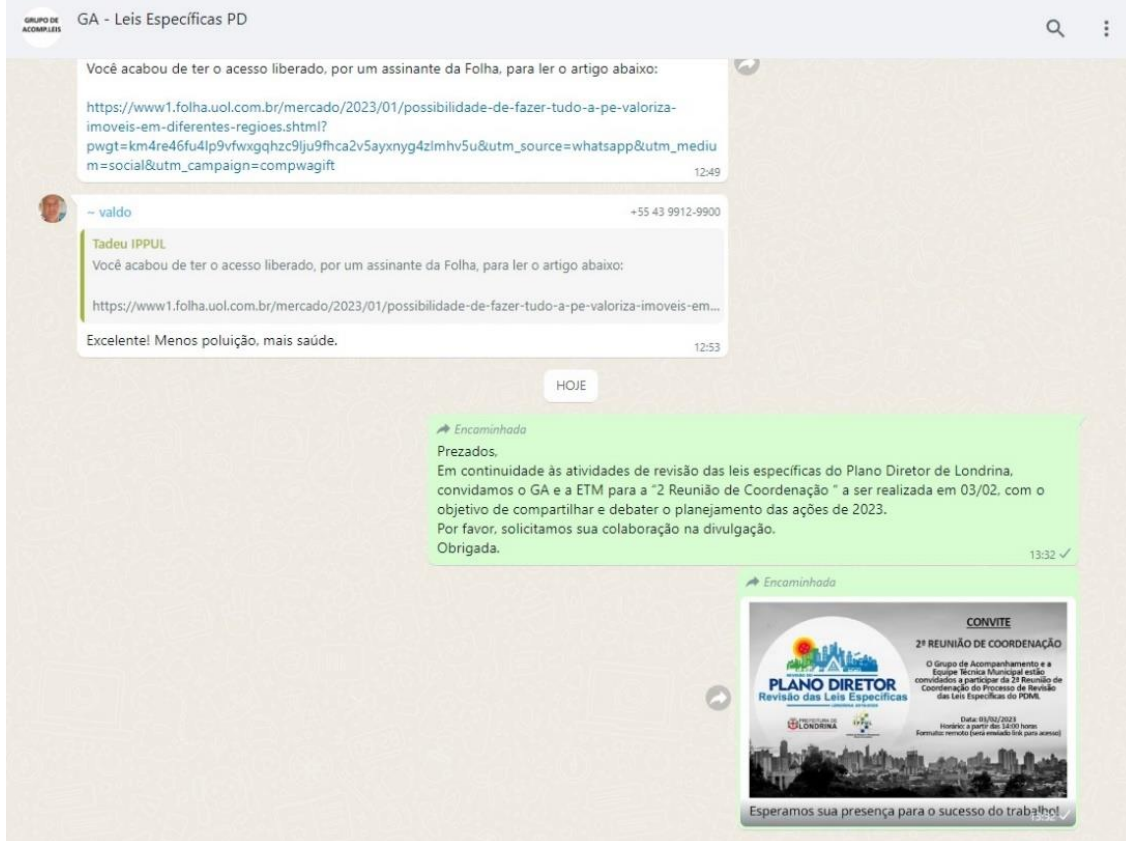 GRUPO DE
ACOMP.LEIS
GA - Leis Específicas PD
Você acabou de ter o acesso liberado, por um assinante da Folha, para ler o artigo abaixo:
https://www1.folha.uol.com.br/mercado/2023/01/possibilidade-de-fazer-tudo-a-pe-valoriza-
imoveis-em-diferentes-regioes.shtml?
pwgt=km4re46fu4lp9vfwxgqhzc9lju9fhca2v5ayxnyg4zlmhv5u&utm_source=whatsapp&utm_mediu
m=social&utm_campaign=compwagift
12:49
~ valdo
+55 43 9912-9900
Tadeu IPPUL
Você acabou de ter o acesso liberado, por um assinante da Folha, para ler o artigo abaixo:
https://www1.folha.uol.com.br/mercado/2023/01/possibilidade-de-fazer-tudo-a-pe-valoriza-imoveis-em...
Excelente! Menos poluição, mais saúde.
12:53
HOJE
Encaminhada
Prezados,
Em continuidade às atividades de revisão das leis específicas do Plano Diretor de Londrina,
convidamos o GA e a ETM para a "2 Reunião de Coordenação " a ser realizada em 03/02, com o
objetivo de compartilhar e debater o planejamento das ações de 2023.
Por favor, solicitamos sua colaboração na divulgação.
Obrigada.
13:32
Encaminhada
CONVITE
2ª REUNIÃO DE COORDENAÇÃO
O Grupo de Acompanhamento e a
Equipe Técnica Municipal estão
convidados a participar da 2ª Reunião de
Coordenação do Processo de Revisão
das Leis Específicas do PDML
Data: 03/02/2023
Horário: a partir das 14:00 horas
Formato: remoto (será enviado link para acesso)
PLANO DIRETOR
Revisão das Leis Específicas
PREFEITURA DE
LONDRINA
Esperamos sua presença para o sucesso do trabalho!
13:32